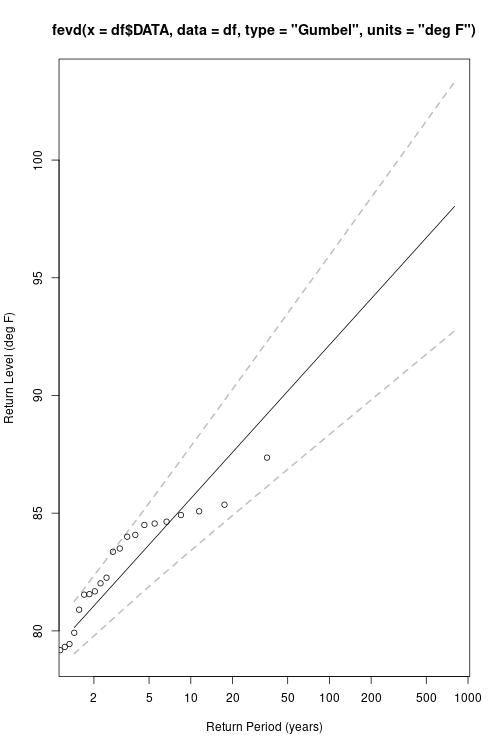 fevd(x = df$DATA, data = df, type = "Gumbel", units = "deg F")
100
95
90
85
80
Return Level (deg F)
2 5 10 20 50 100 200 500 1000
Return Period (years)